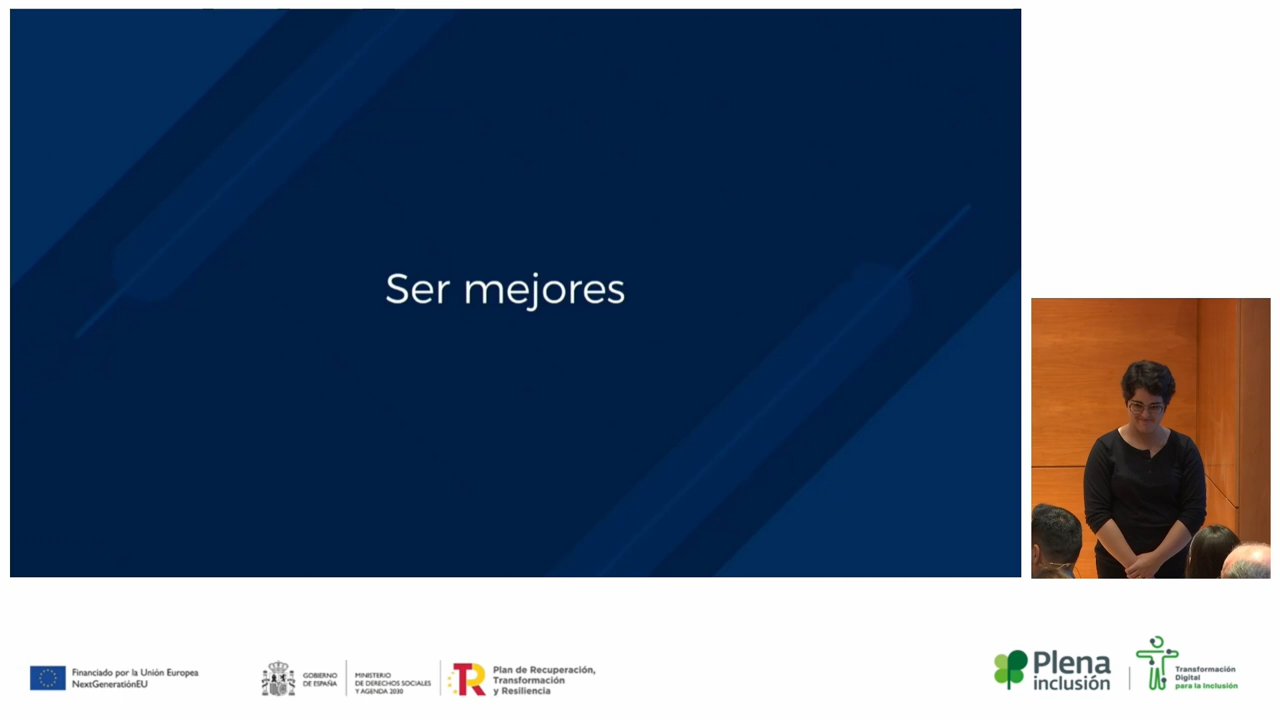 Ser mejores
Financiado por la Unión Europea
NextGenerationEU
GOBIERNO
DE ESPAÑA
MINISTERIO
DE DERECHOS SOCIALES
Y AGENDA 2030
Plan de Recuperación,
Transformación
y Resiliencia
Plena
inclusión
Transformación
Digital
para la Inclusión